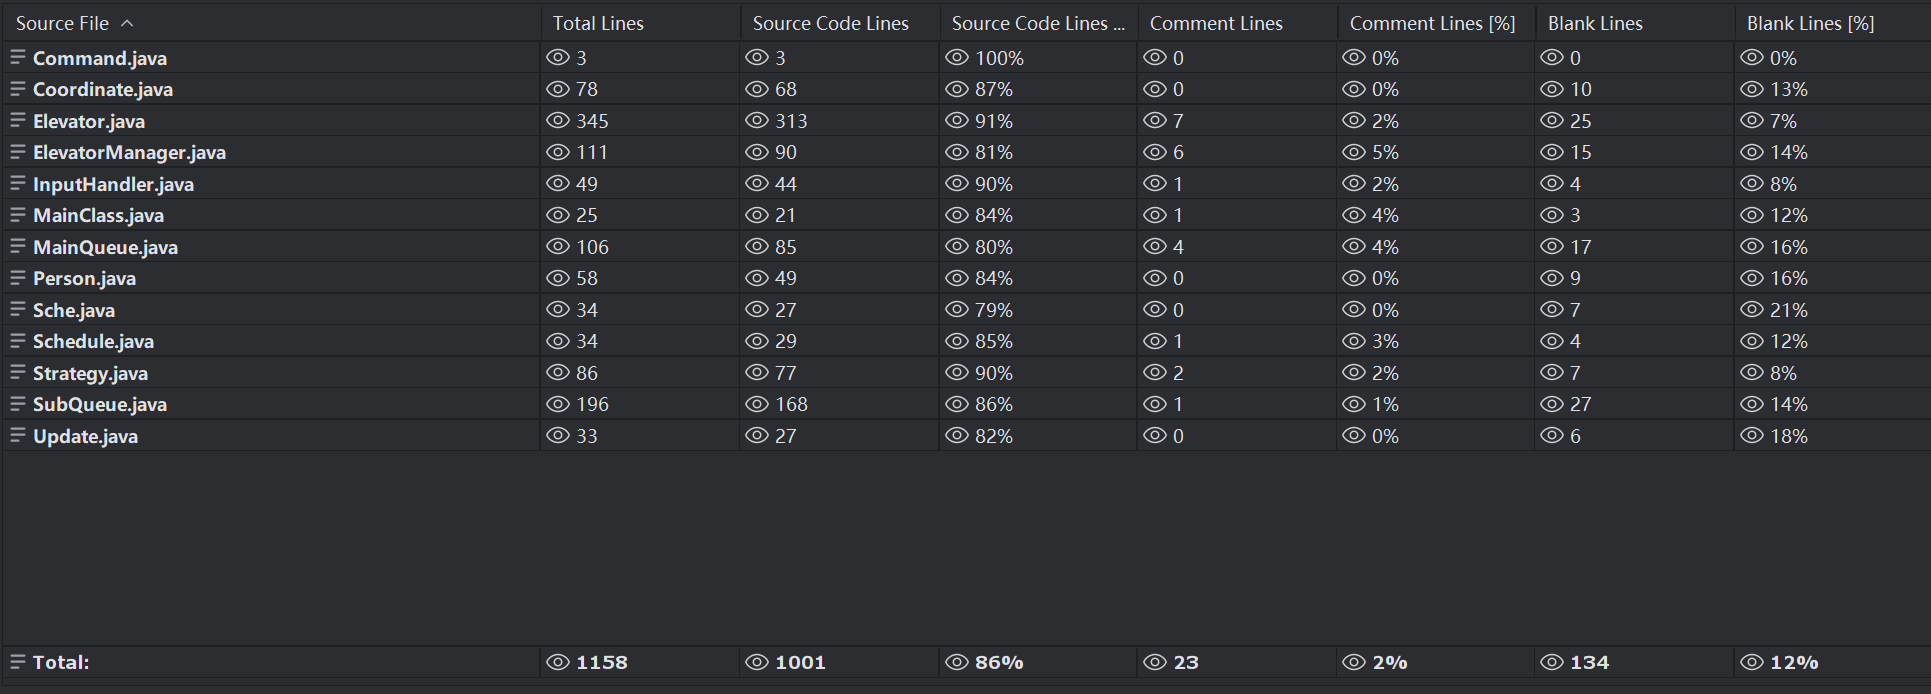 Source File Total Lines Source Code Lines Source Code Lines ... Comment Lines Comment Lines [%] Blank Lines Blank Lines [%]
Command.java 3 3 100% 0 0% 0 0%
Coordinate.java 78 68 87% 0 0% 10 13%
Elevator.java 345 313 91% 7 2% 25 7%
ElevatorManager.java 111 90 81% 6 5% 15 14%
InputHandler.java 49 44 90% 1 2% 4 8%
MainClass.java 25 21 84% 1 4% 3 12%
MainQueue.java 106 85 80% 4 4% 17 16%
Person.java 58 49 84% 0 0% 9 16%
Sche.java 34 27 79% 0 0% 7 21%
Schedule.java 34 29 85% 1 3% 4 12%
Strategy.java 86 77 90% 2 2% 7 8%
SubQueue.java 196 168 86% 1 1% 27 14%
Update.java 33 27 82% 0 0% 6 18%
Total: 1158 1001 86% 23 2% 134 12%